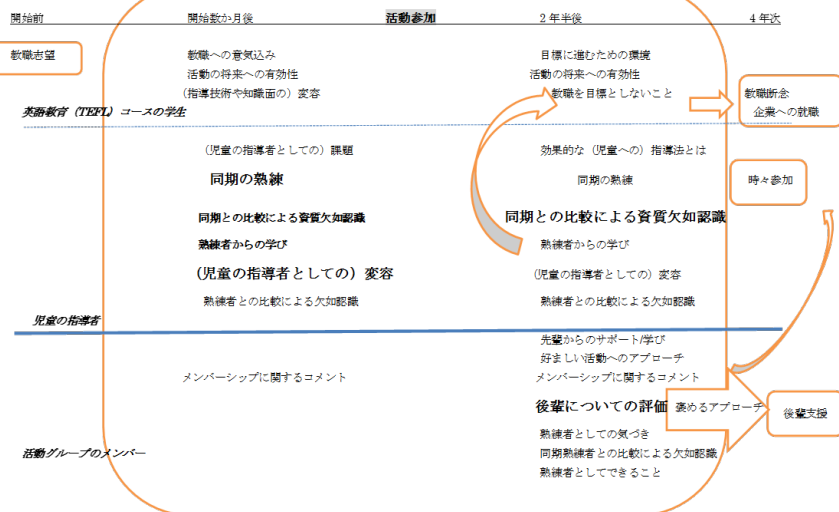 開始前 開始数か月後 活動参加 2年半後 4年次
教職志望 教職への意気込み 目標に進むための環境
活動の将来への有効性 活動の将来への有効性
(指導技術や知識面の)変容 教職を目標としないこと 教職断念
英語教育(TEFL)コースの学生 企業への就職
(児童の指導者としての)課題 効果的な(児童への)指導法とは
同期の熟練 同期の熟練 時々参加
同期との比較による資質欠如認識 同期との比較による資質欠如認識
熟練者からの学び 熟練者からの学び
(児童の指導者としての)変容 (児童の指導者としての)変容
熟練者との比較による欠如認識 熟練者との比較による欠如認識
児童の指導者
先輩からのサポート/学び
好ましい活動へのアプローチ
メンバーシップに関するコメント メンバーシップに関するコメント
後輩についての評価 褒めるアプローチ 後輩支援
熟練者としての気づき
活動グループのメンバー 同期熟練者との比較による欠如認識
熟練者としてできること